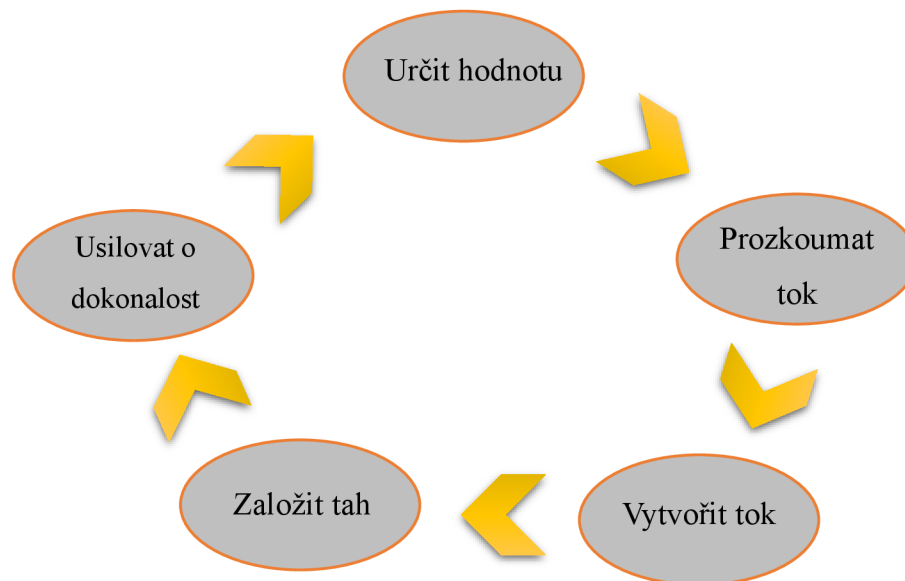 Určit hodnotu
Prozkoumat
tok
Vytvořit tok
Založit tah
Usilovat o
dokonalost